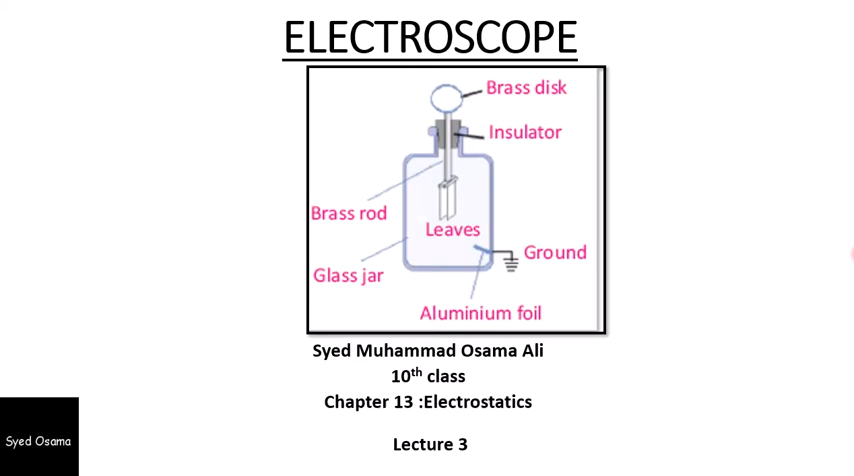 ELECTROSCOPE
Brass disk
Insulator
Brass rod
Leaves
Ground
Glass jar
Aluminium foil
Syed Muhammad Osama Ali
10th class
Chapter 13 :Electrostatics
Lecture 3
Syed Osama